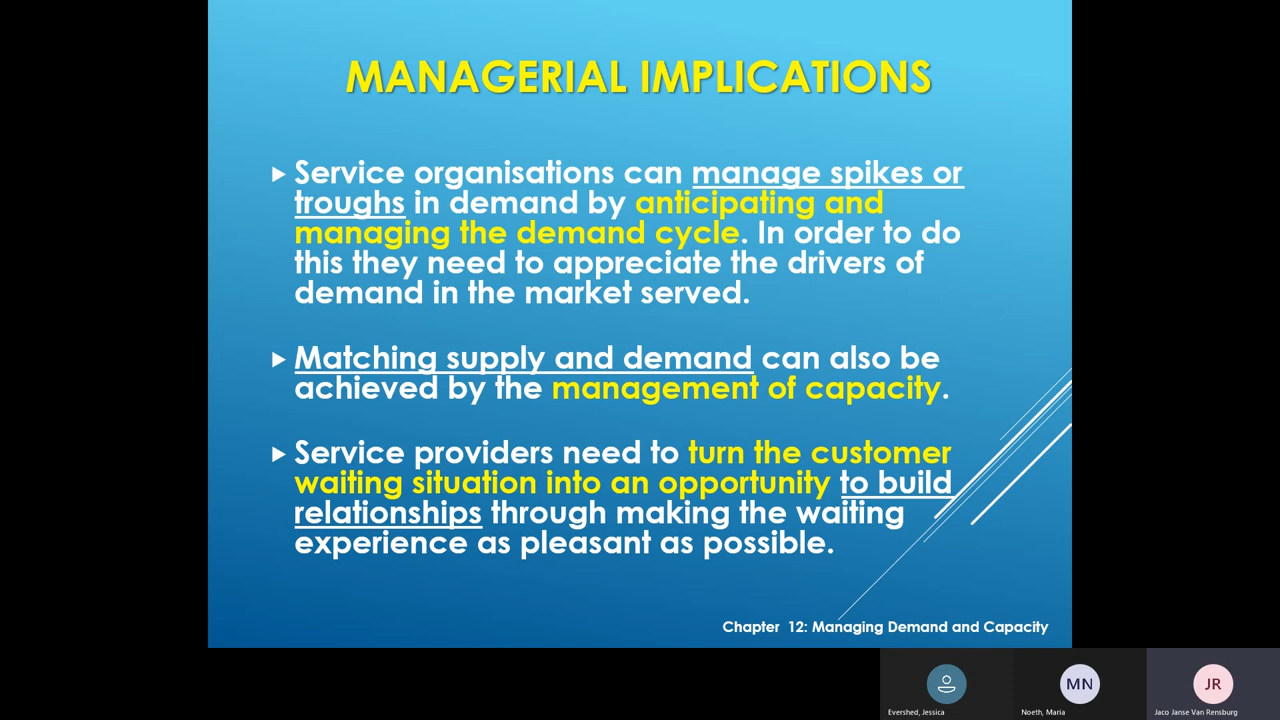 MANAGERIAL IMPLICATIONS
Service organisations can manage spikes or
troughs in demand by anticipating and
managing the demand cycle. In order to do
this they need to appreciate the drivers of
demand in the market served.
Matching supply and demand can also be
achieved by the management of capacity.
Service providers need to turn the customer
waiting situation into an opportunity to build
relationships through making the waiting
experience as pleasant as possible.
Chapter 12: Managing Demand and Capacity
MN
JR
Evershed, Jessica
Noeth, Maria
Jaco Janse Van Rensburg